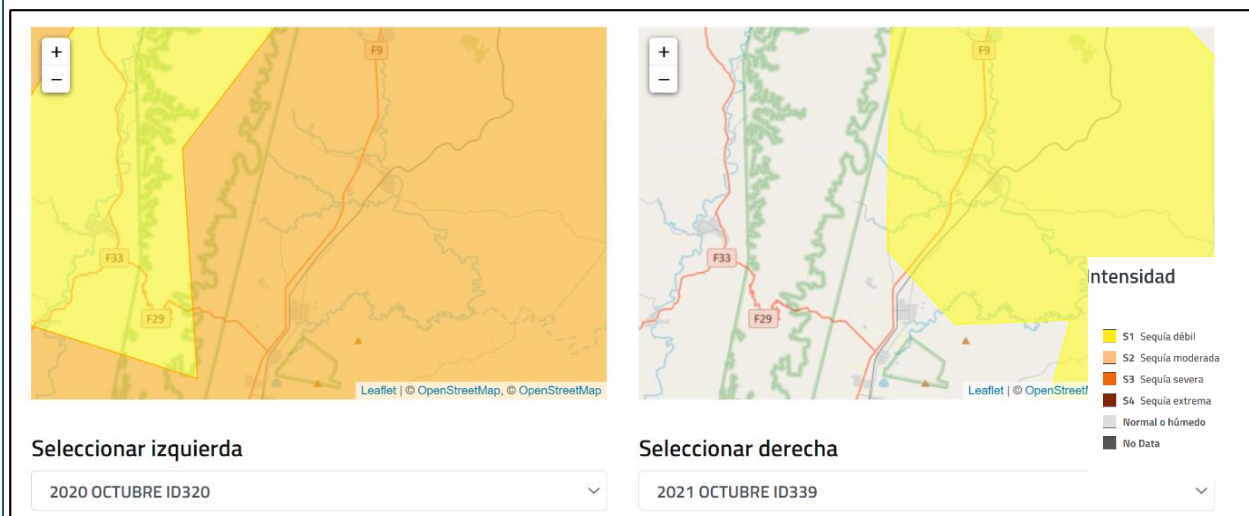 +
−
F9
F33
F29
Leaflet | © OpenStreetMap, © OpenStreetMap
+
−
F9
F33
F29
Leaflet | © OpenStreet
Intensidad
S1 Sequía débil
S2 Sequía moderada
S3 Sequía severa
S4 Sequía extrema
Normal o húmedo
No Data
Seleccionar izquierda
2020 OCTUBRE ID320
Seleccionar derecha
2021 OCTUBRE ID339